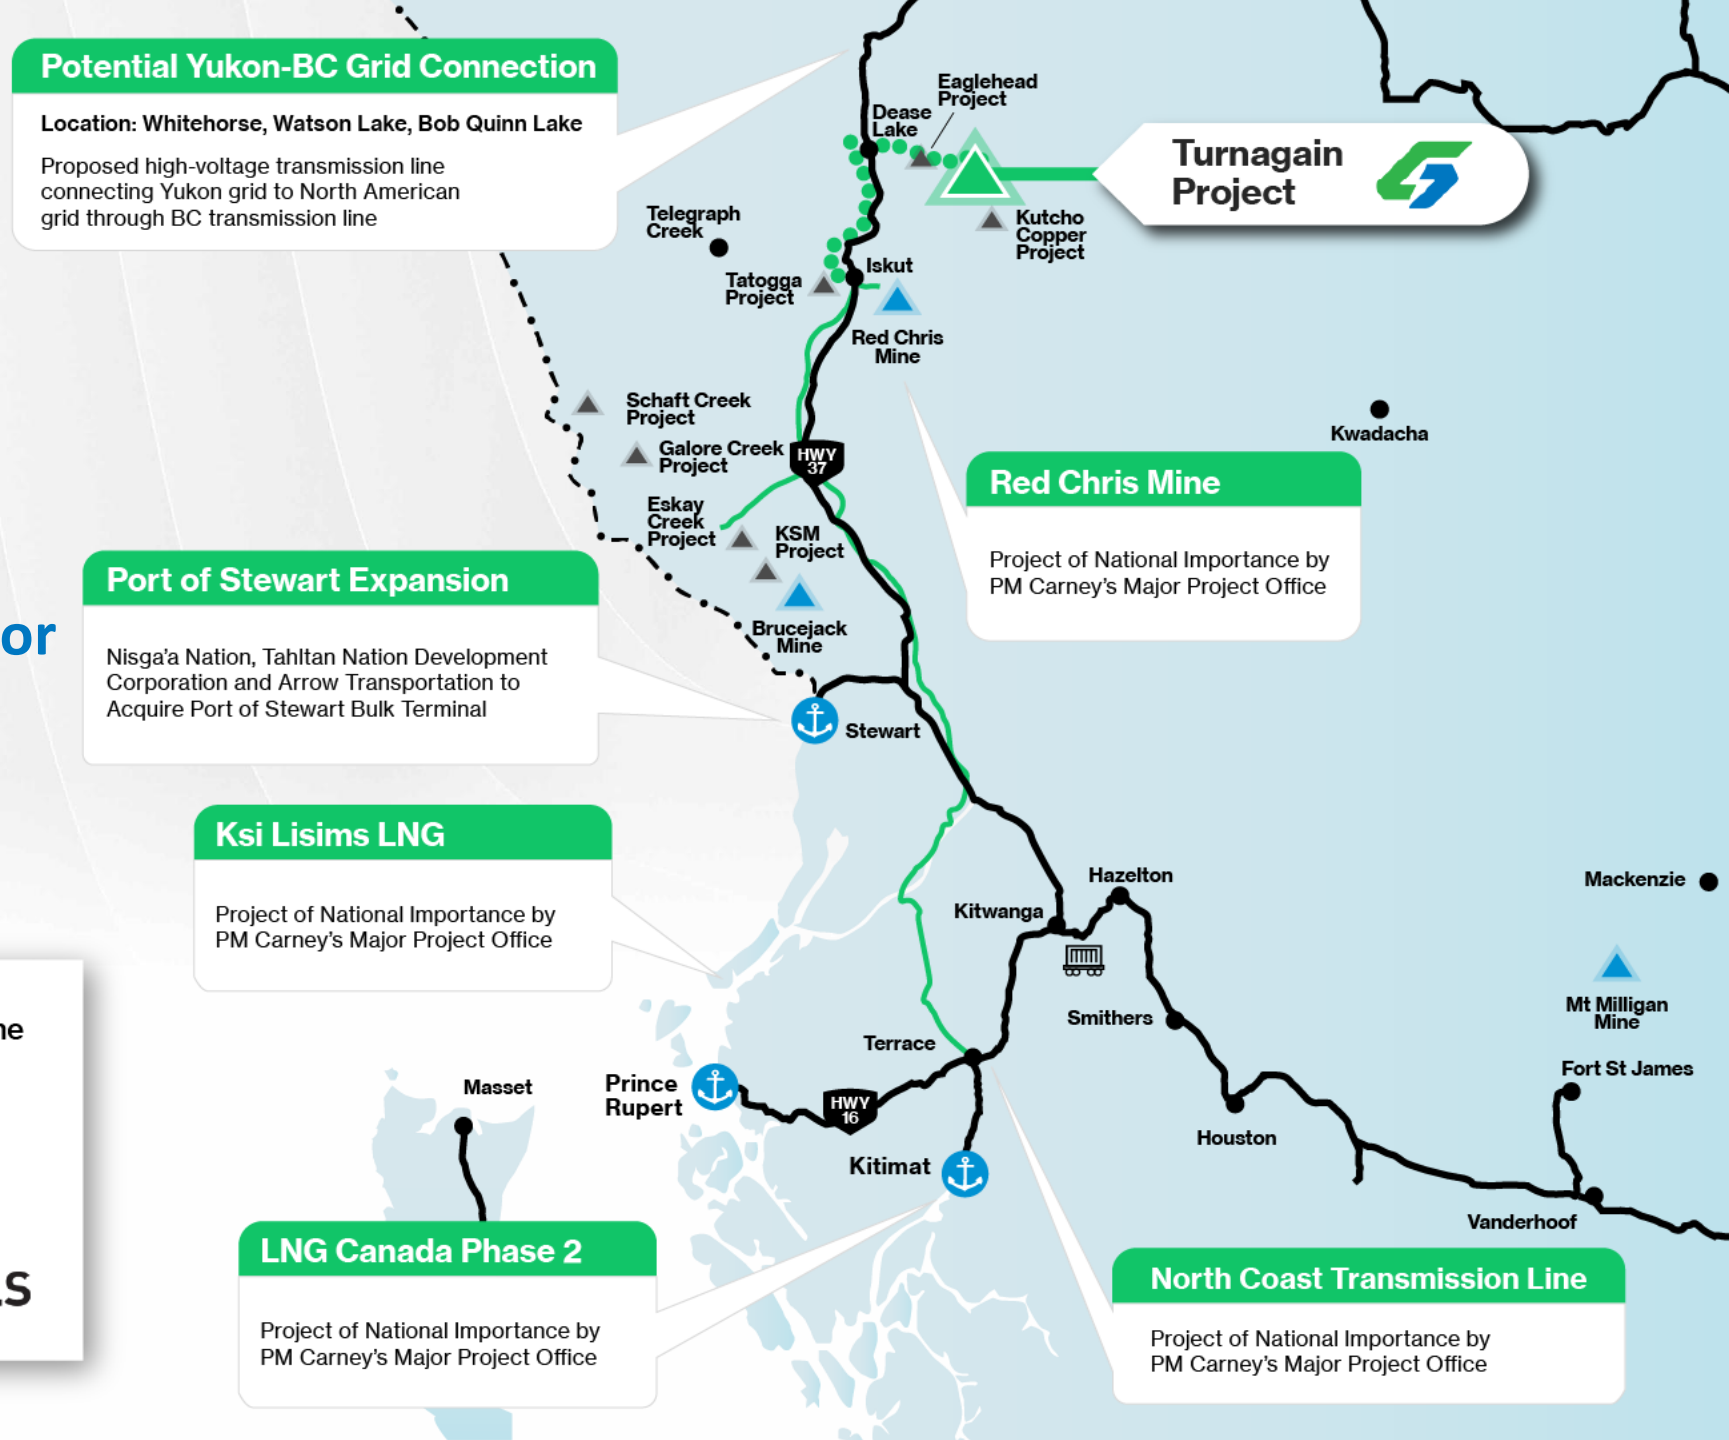 Potential Yukon-BC Grid Connection
Location: Whitehorse, Watson Lake, Bob Quinn Lake
Proposed high-voltage transmission line
connecting Yukon grid to North American
grid through BC transmission line
Eaglehead
Project
Dease
Lake
Turnagain
Project
Telegraph
Creek
Kutcho
Copper
Project
Iskut
Tatogga
Project
Red Chris
Mine
Schaft Creek
Project
Galore Creek
Project
HWY
37
Kwadacha
Eskay
Creek
Project
KSM
Project
Red Chris Mine
Project of National Importance by
PM Carney's Major Project Office
Port of Stewart Expansion
Nisga'a Nation, Tahltan Nation Development
Corporation and Arrow Transportation to
Acquire Port of Stewart Bulk Terminal
or
Brucejack
Mine
Stewart
Ksi Lisims LNG
Project of National Importance by
PM Carney's Major Project Office
Hazelton
Kitwanga
Mackenzie
Mt Milligan
Mine
Smithers
Terrace
Fort St James
Masset
Prince
Rupert
HWY
16
Houston
Kitimat
Vanderhoof
LNG Canada Phase 2
Project of National Importance by
PM Carney's Major Project Office
North Coast Transmission Line
Project of National Importance by
PM Carney's Major Project Office